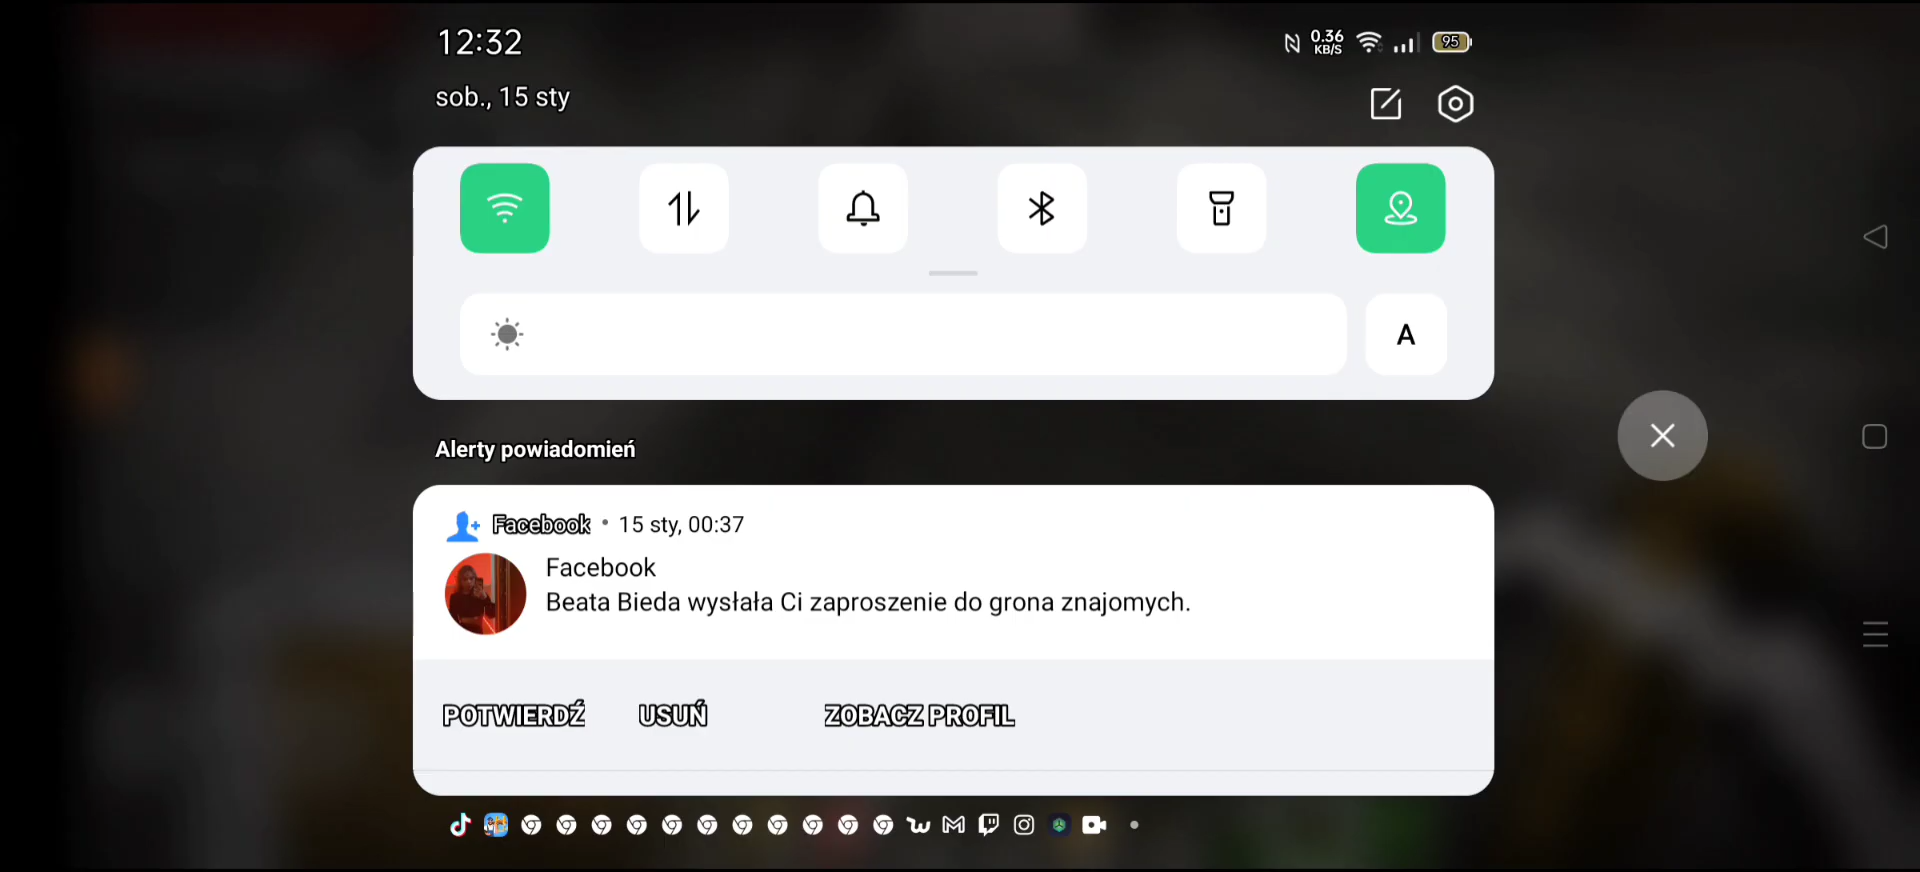 12:32
0.36
KB/S
95
sob., 15 sty
A
Alerty powiadomień
Facebook • 15 sty, 00:37
Facebook
Beata Bieda wysłała Ci zaproszenie do grona znajomych.
POTWIERDŹ USUŃ ZOBACZ PROFIL